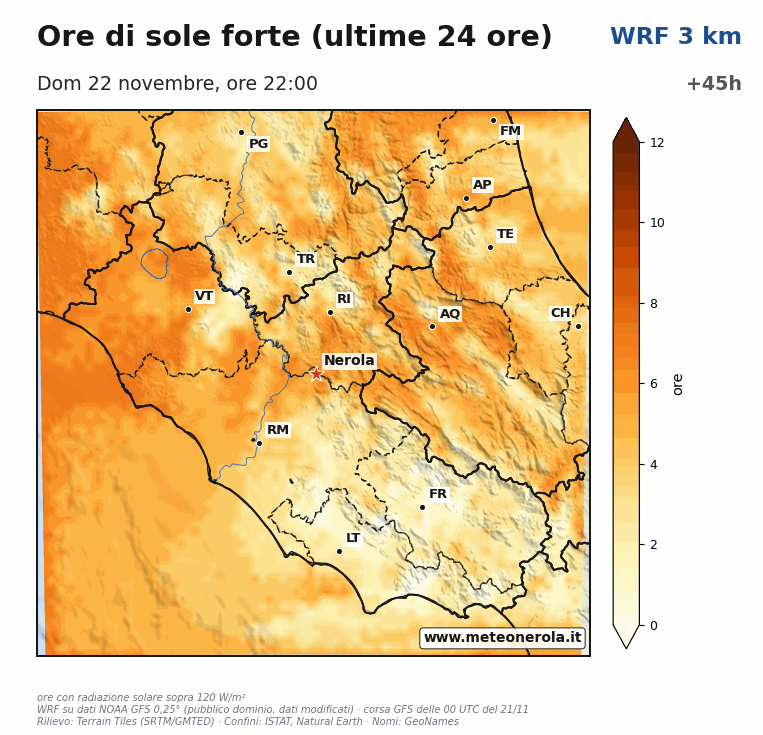 Ore di sole forte (ultime 24 ore)
WRF 3 km
Dom 22 novembre, ore 22:00
+45h
FM
PG
AP
TE
TR
VT
RI
AQ
CH
Nerola
RM
FR
LT
www.meteonerola.it
12
10
8
6
4
2
0
ore
ore con radiazione solare sopra 120 W/m²
WRF su dati NOAA GFS 0,25° (pubblico dominio, dati modificati) · corsa GFS delle 00 UTC del 21/11
Rilievo: Terrain Tiles (SRTM/GMTED) · Confini: ISTAT, Natural Earth · Nomi: GeoNames